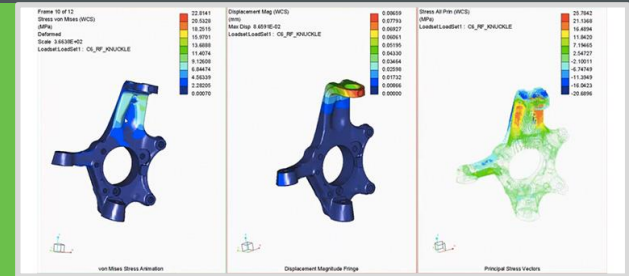 Frame 10 of 12
Stress von Mises (WCS)
(MPa)
Deformed
Scale 3.9638E+02
Loadset:LoadSet1 : C6_RF_KNUCKLE
22.8141
20.5328
18.2515
15.9701
13.6888
11.4074
9.12608
6.84474
4.56339
2.28205
0.00070
von Mises Stress Animation
Displacement Mag (WCS)
(mm)
Max Disp 8.6591E-02
Loadset:LoadSet1 : C6_RF_KNUCKLE
0.08659
0.07793
0.06927
0.06061
0.05195
0.04330
0.03464
0.02598
0.01732
0.00866
0.00000
Displacement Magnitude Fringe
Stress All-Prin (WCS)
(MPa)
Loadset:LoadSet1 : C6_RF_KNUCKLE
25.7842
21.1368
16.4894
11.8420
7.19465
2.54727
-2.10011
-6.74749
-11.3949
-16.0423
-20.6896
Principal Stress Vectors